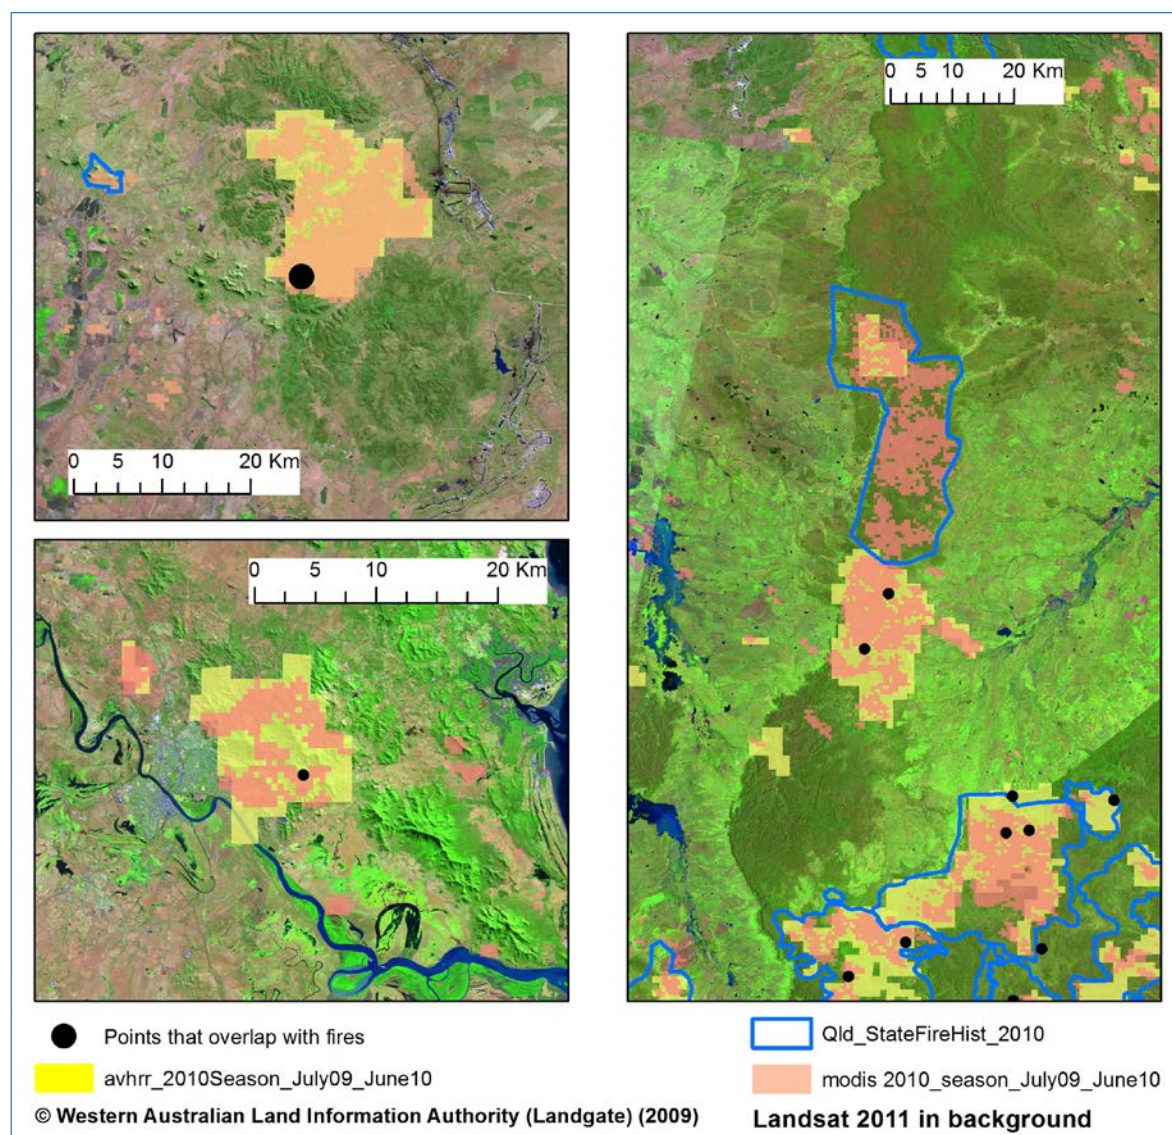 0 5 10 20 Km
0 5 10 20 Km
0 5 10 20 Km
Points that overlap with fires
avhrr_2010Season_July09_June10
© Western Australian Land Information Authority (Landgate) (2009)
Qld_StateFireHist_2010
modis 2010_season_July09_June10
Landsat 2011 in background